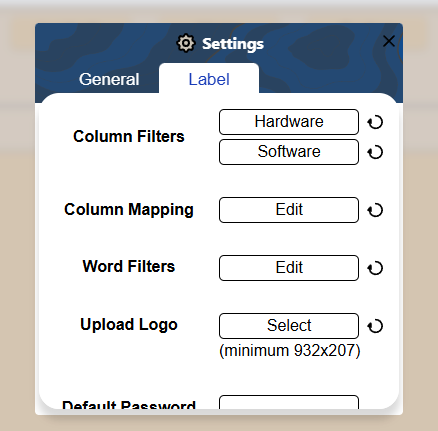 Settings
General Label
Column Filters
Hardware
Software
Column Mapping Edit
Word Filters Edit
Upload Logo Select
(minimum 932x207)
Default Password